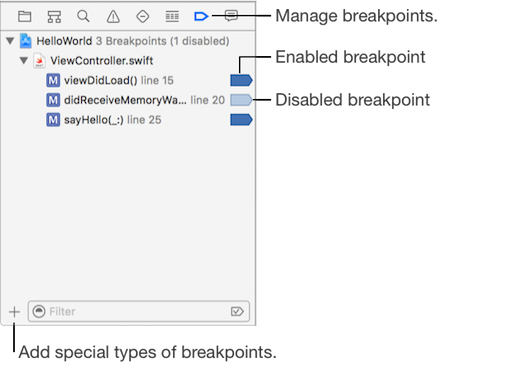 Manage breakpoints.
HelloWorld 3 Breakpoints (1 disabled)
Enabled breakpoint
ViewController.swift
M viewDidLoad() line 15
M didReceiveMemoryWa... line 20
Disabled breakpoint
M sayHello(_:) line 25
Filter
Add special types of breakpoints.